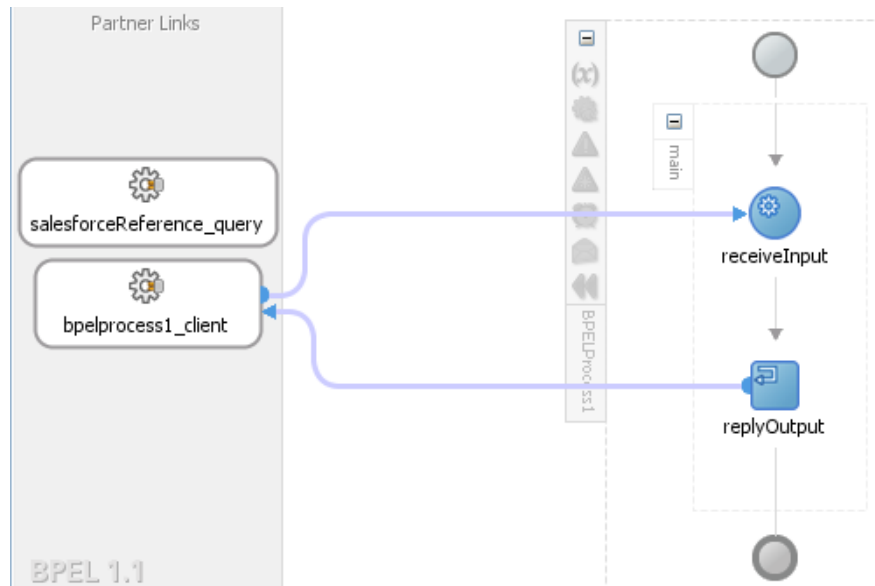 Partner Links
salesforceReference_query
bpelprocess1_client
BPEL 1.1
(x)
BPELProcess1
main
receiveInput
replyOutput